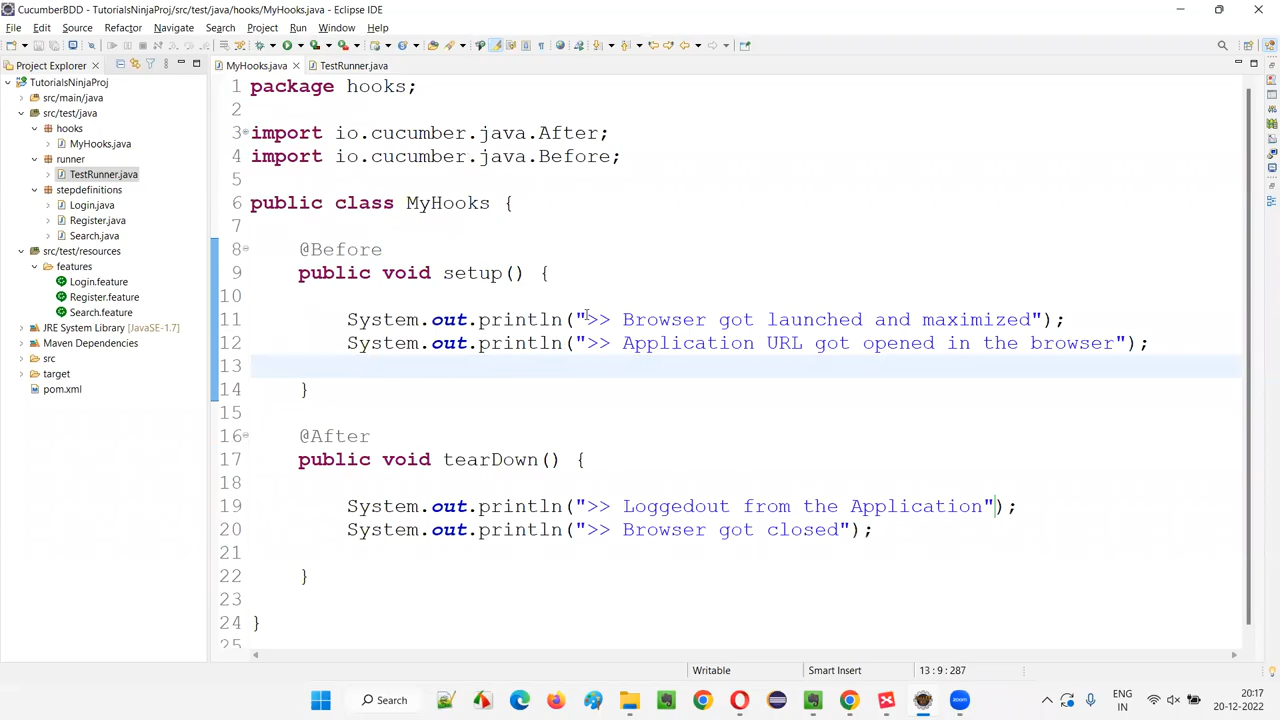 CucumberBDD - TutorialsNinjaProj/src/test/java/hooks/MyHooks.java - Eclipse IDE
File Edit Source Refactor Navigate Search Project Run Window Help
Project Explorer
MyHooks.java
TestRunner.java
TutorialsNinjaProj
src/main/java
src/test/java
hooks
MyHooks.java
runner
TestRunner.java
stepdefinitions
Login.java
Register.java
Search.java
src/test/resources
features
Login.feature
Register.feature
Search.feature
JRE System Library [JavaSE-1.7]
Maven Dependencies
src
target
pom.xml
1 package hooks;
2
3 import io.cucumber.java.After;
4 import io.cucumber.java.Before;
5
6 public class MyHooks {
7
8 @Before
9 public void setup() {
10
11 System.out.println(">> Browser got launched and maximized");
12 System.out.println(">> Application URL got opened in the browser");
13
14 }
15
16 @After
17 public void tearDown() {
18
19 System.out.println(">> Loggedout from the Application");
20 System.out.println(">> Browser got closed");
21
22 }
23
24 }
25
Writable Smart Insert 13 : 9 : 287
Search
ENG
IN
20:17
20-12-2022